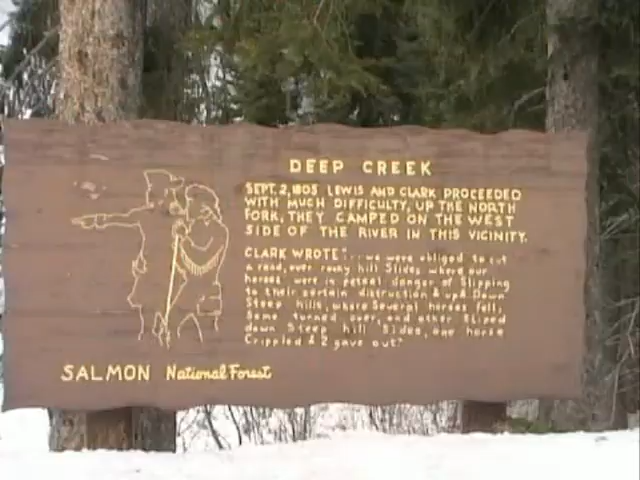 DEEP CREEK
SEPT. 2, 1805 LEWIS AND CLARK PROCEEDED
WITH MUCH DIFFICULTY, UP THE NORTH
FORK, THEY CAMPED ON THE WEST
SIDE OF THE RIVER IN THIS VICINITY.
CLARK WROTE: "...we were obliged to cut
a road, over rocky hill Slides where our
horses were in peteal danger of Slipping
to their certain distruction & up & Down
Steep hills, where Several horses fell,
Some turned over, and other Sliped
down Steep hill Sides, one horse
Crippled & 2 gave out."
SALMON National Forest